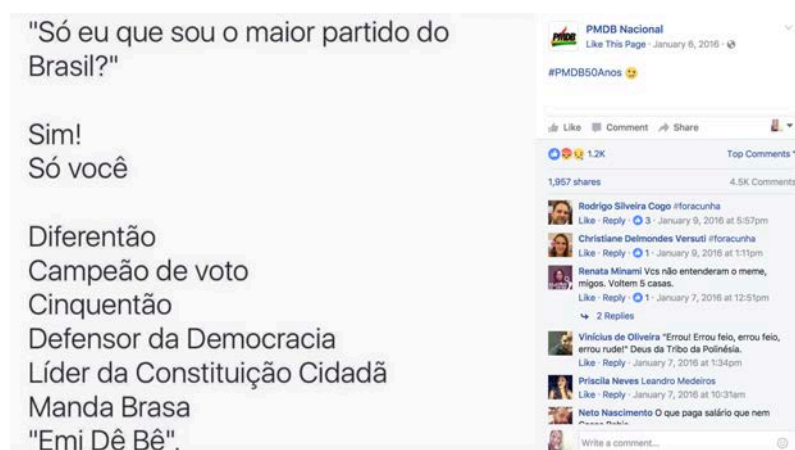 "Só eu que sou o maior partido do
Brasil?"
Sim!
Só você
Diferentão
Campeão de voto
Cinquentão
Defensor da Democracia
Líder da Constituição Cidadã
Manda Brasa
"Emi Dê Bê".
PMDB
PMDB Nacional
Like This Page · January 6, 2016 ·
#PMDB50Anos
Like Comment Share
1.2K Top Comments
1,957 shares 4.5K Comments
Rodrigo Silveira Cogo #foracunha
Like · Reply · 3 · January 9, 2016 at 5:57pm
Christiane Delmondes Versuti #foracunha
Like · Reply · 1 · January 9, 2016 at 1:11pm
Renata Minami Vcs não entenderam o meme,
migos. Voltem 5 casas.
Like · Reply · 1 · January 7, 2016 at 12:51pm
2 Replies
Vinícius de Oliveira "Errou! Errou feio, errou feio,
errou rude!" Deus da Tribo da Polinésia.
Like · Reply · January 7, 2016 at 1:34pm
Priscila Neves Leandro Medeiros
Like · Reply · January 7, 2016 at 10:31am
Neto Nascimento O que paga salário que nem
Write a comment...